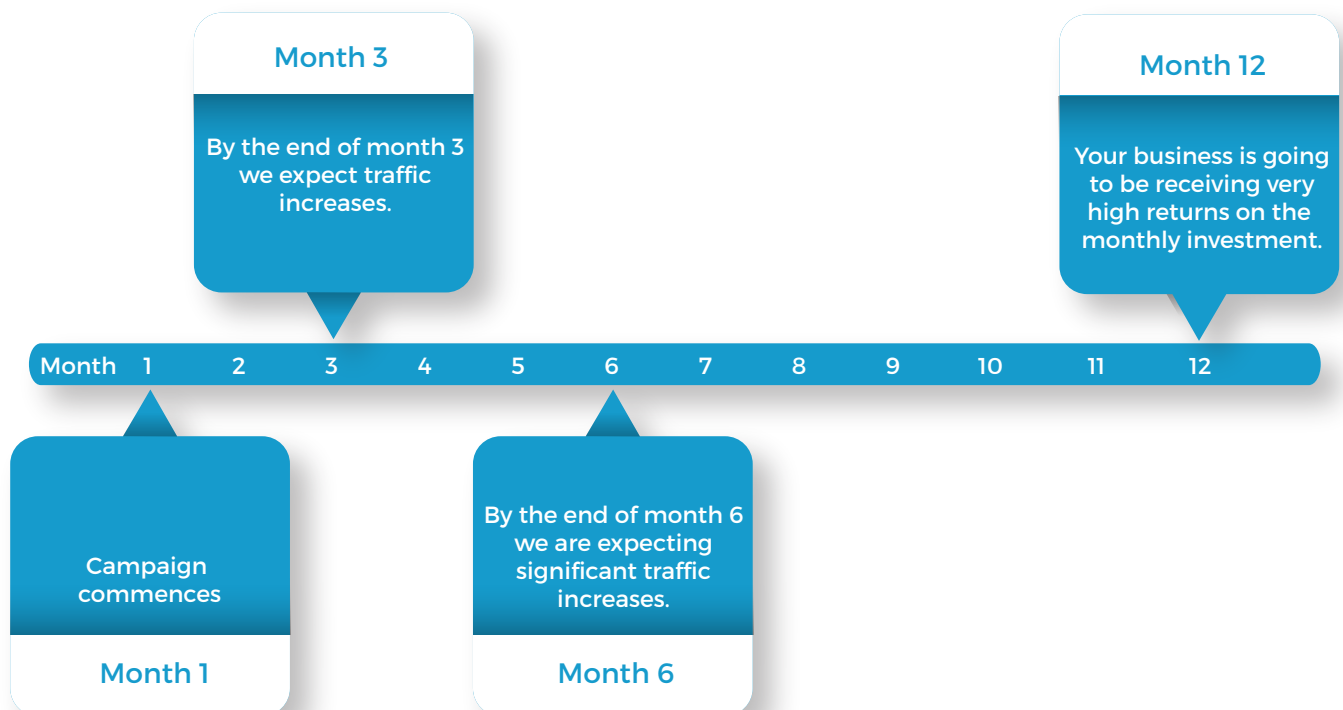 Month 3
By the end of month 3
we expect traffic
increases.
Month 12
Your business is going
to be receiving very
high returns on the
monthly investment.
Month 1 2 3 4 5 6 7 8 9 10 11 12
Campaign
commences
Month 1
By the end of month 6
we are expecting
significant traffic
increases.
Month 6